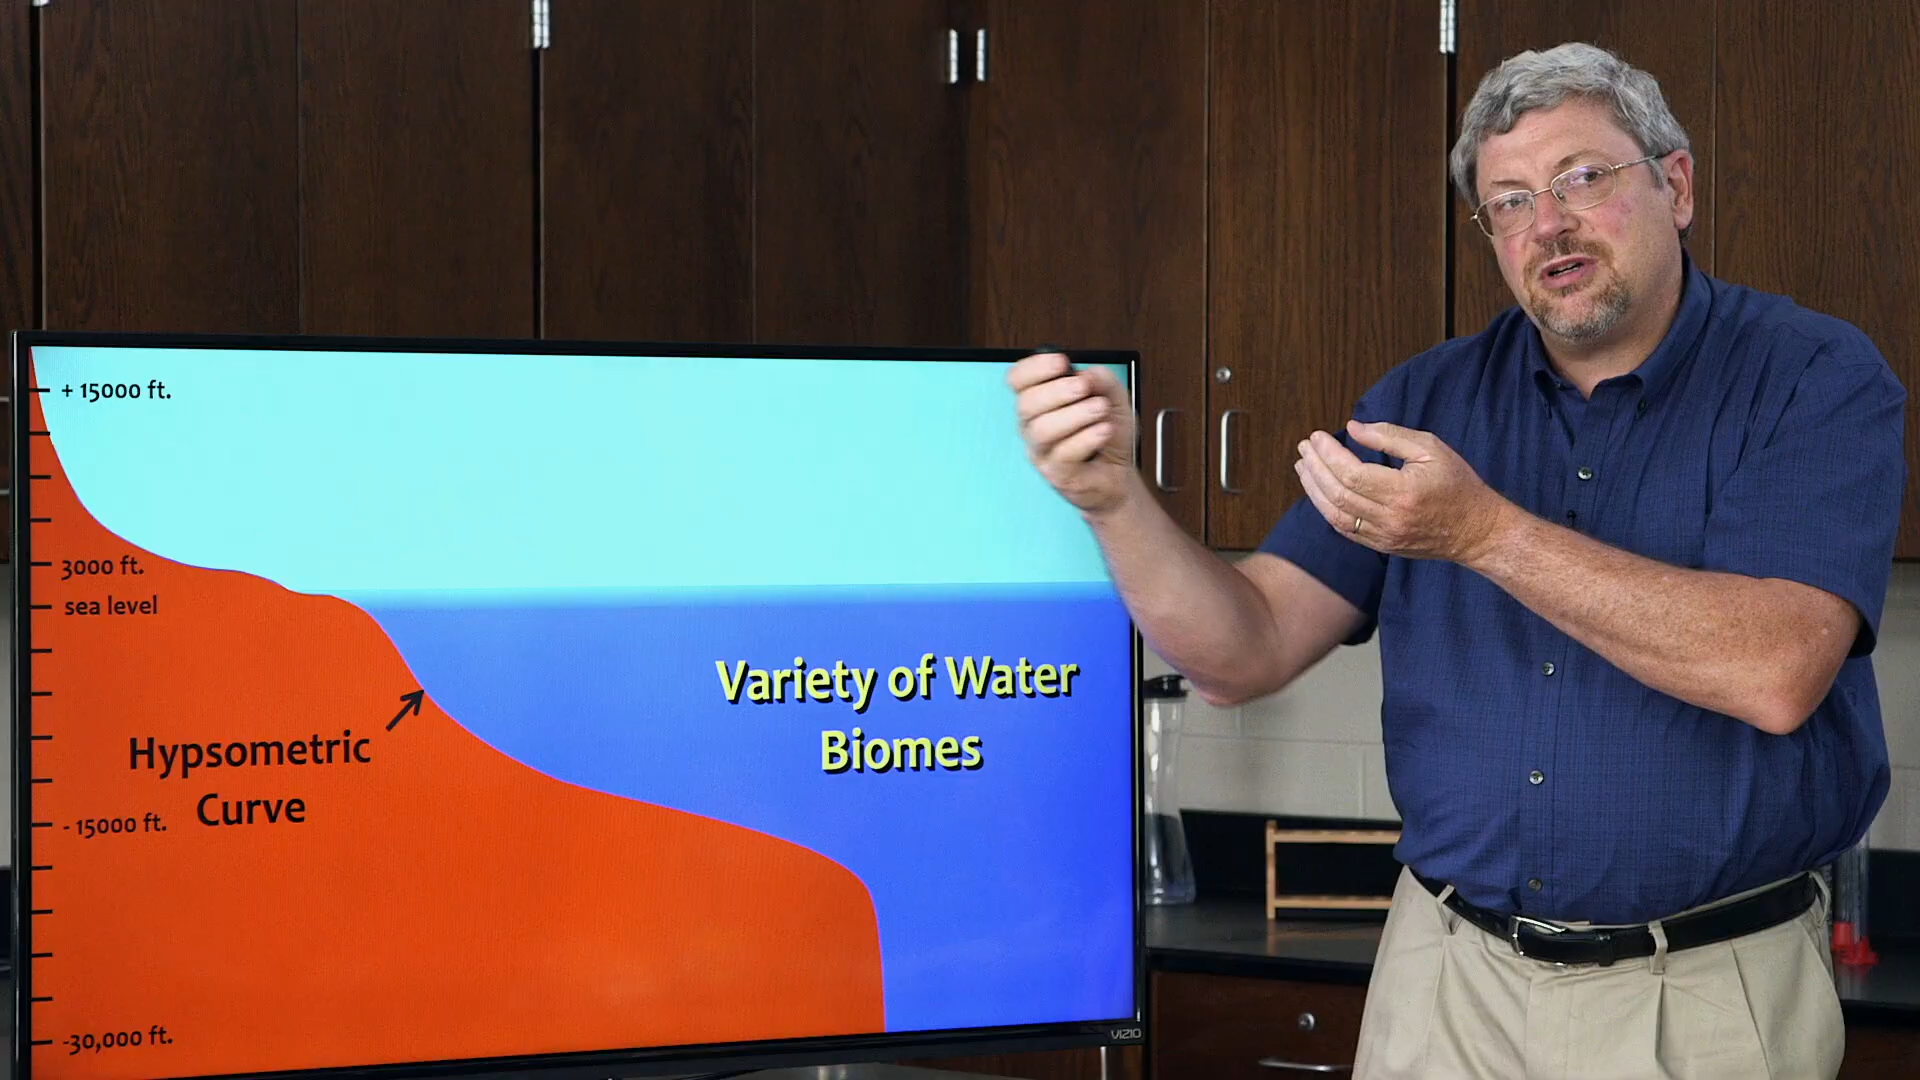 + 15000 ft.
3000 ft.
sea level
Variety of Water
Biomes
Hypsometric
Curve
- 15000 ft.
-30,000 ft.
VIZIO